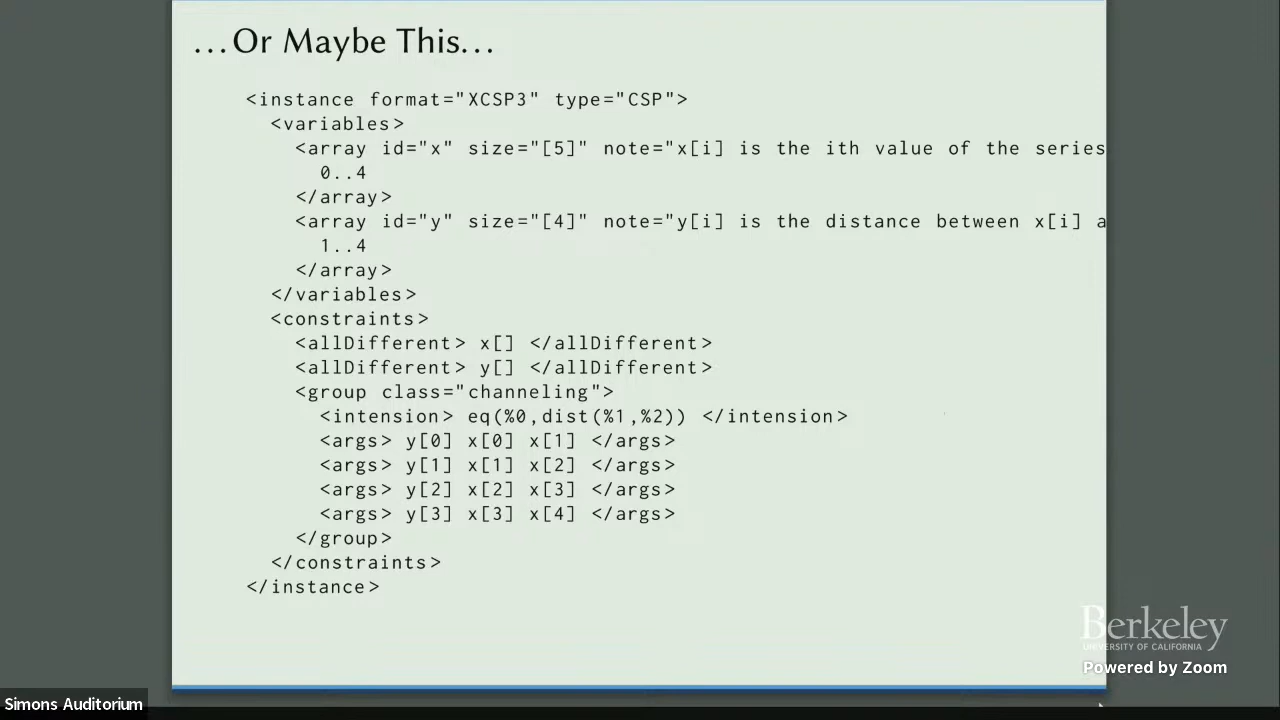 ...Or Maybe This...
<instance format="XCSP3" type="CSP">
<variables>
<array id="x" size="[5]" note="x[i] is the ith value of the series
0..4
</array>
<array id="y" size="[4]" note="y[i] is the distance between x[i] a
1..4
</array>
</variables>
<constraints>
<allDifferent> x[] </allDifferent>
<allDifferent> y[] </allDifferent>
<group class="channeling">
<intension> eq(%0,dist(%1,%2)) </intension>
<args> y[0] x[0] x[1] </args>
<args> y[1] x[1] x[2] </args>
<args> y[2] x[2] x[3] </args>
<args> y[3] x[3] x[4] </args>
</group>
</constraints>
</instance>
Berkeley
UNIVERSITY OF CALIFORNIA
Powered by Zoom
Simons Auditorium